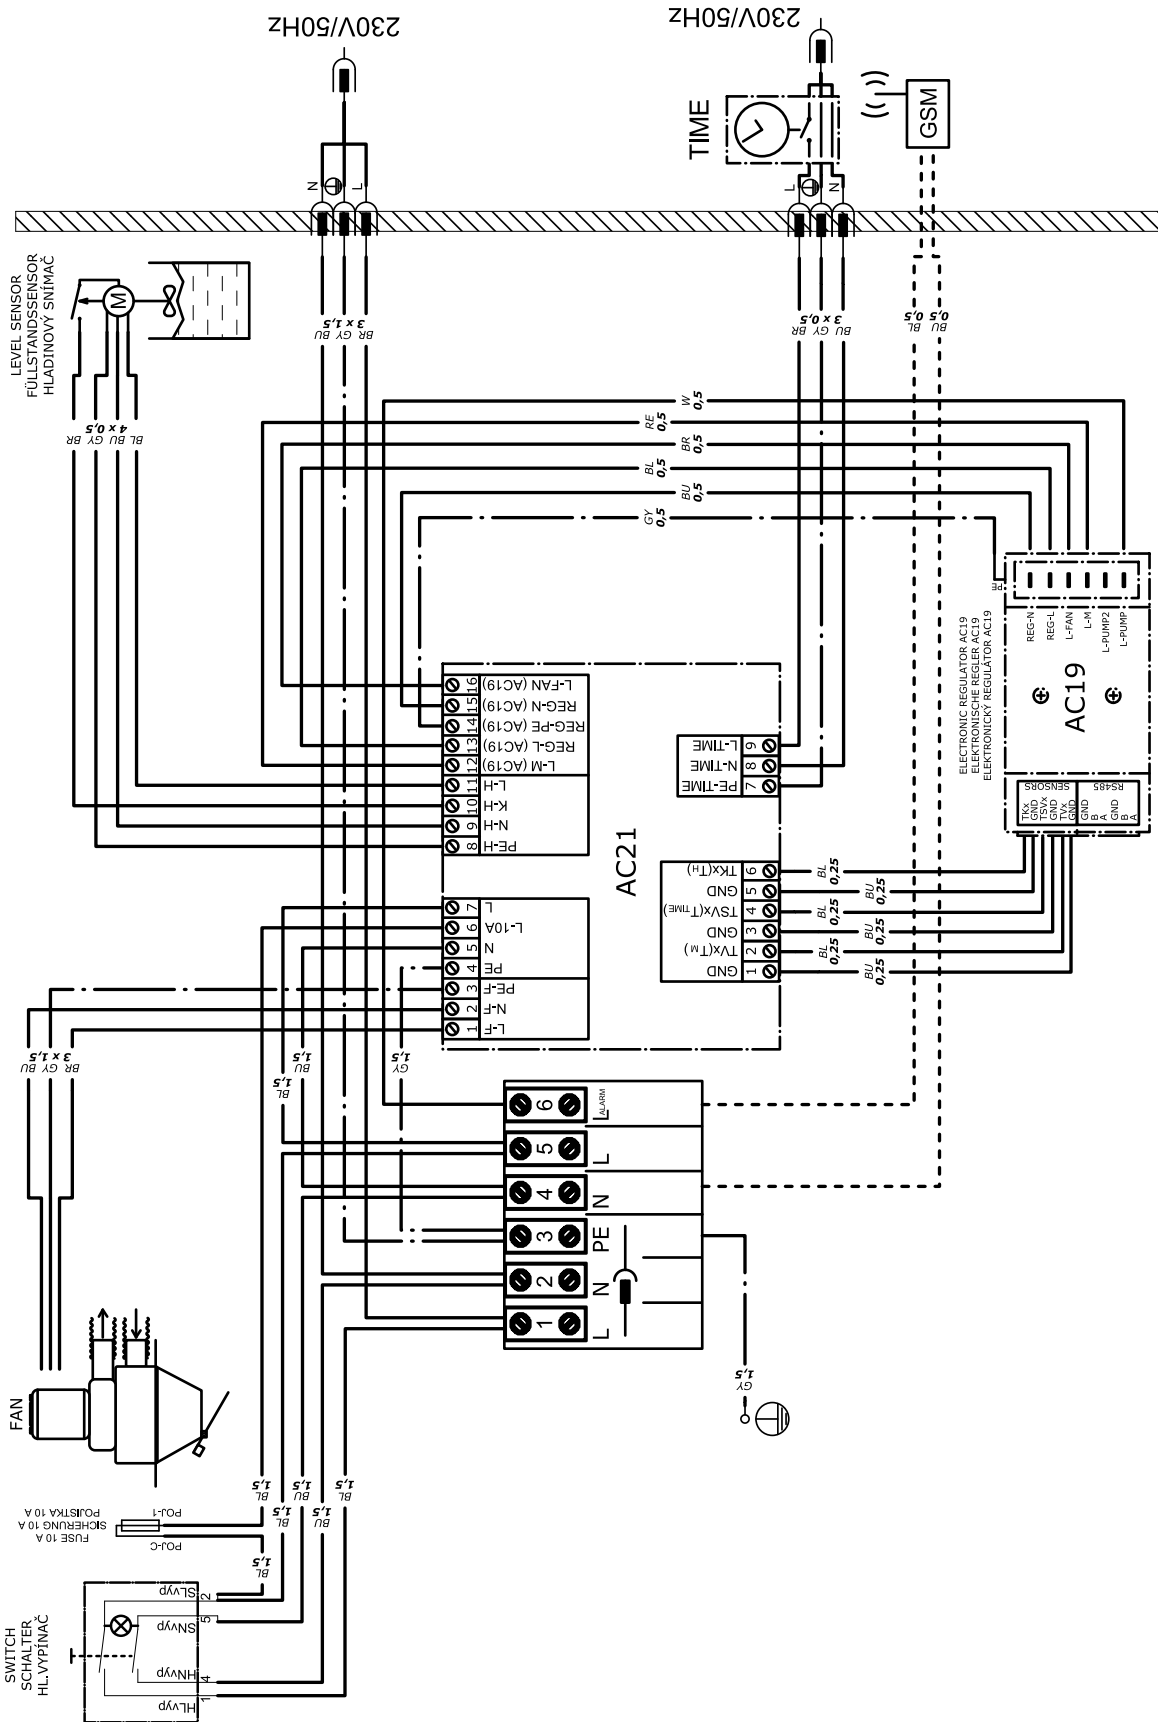 230V/50Hz
230V/50Hz
TIME
GSM
N
L
L
N
LEVEL SENSOR
FÜLLSTANDSSENSOR
HLADINOVÝ SNÍMAČ
M
BR
GY
BU
BL
4 x 0,5
BU
GY
BR
3 x 1,5
BR
GY
BU
3 x 0,5
BL
0,5
BU
0,5
W
0,5
RE
0,5
BR
0,5
BL
0,5
BU
0,5
GY
0,5
PE
REG-N
REG-L
L-FAN
L-M
L-PUMP2
L-PUMP
ELECTRONIC REGULATOR AC19
ELEKTRONISCHE REGLER AC19
ELEKTRONICKÝ REGULÁTOR AC19
AC19
SENSORS
RS485
TKx
GND
TSVx
GND
TVx
GND
GND
B
A
GND
B
A
16 L-FAN (AC19)
15 REG-N (AC19)
14 REG-PE (AC19)
13 REG-L (AC19)
12 L-M (AC19)
11 L-H
10 K-H
9 N-H
8 PE-H
AC21
L-TIME 9
N-TIME 8
PE-TIME 7
TKx(TH) 6
GND 5
TSVx(TTIME) 4
GND 3
TVx(TM) 2
GND 1
BL
0,25
BU
0,25
BL
0,25
BU
0,25
BL
0,25
BU
0,25
7 L
6 L-10A
5 N
4 PE
3 PE-F
2 N-F
1 L-F
BU
GY
BR
3 x 1,5
BL
1,5
BU
1,5
GY
1,5
6 L ALARM
5 L
4 N
3 PE
2 N
1 L
GY
1,5
FAN
FUSE 10 A
SICHERUNG 10 A
POJISTKA 10 A
POJ-1
POJ-C
BL
1,5
BL
1,5
BL
1,5
BU
1,5
BU
1,5
BL
1,5
SWITCH
SCHALTER
HL.VYPÍNAČ
SLvyp 2
SNvyp 5
HNvyp 4
HLvyp 1